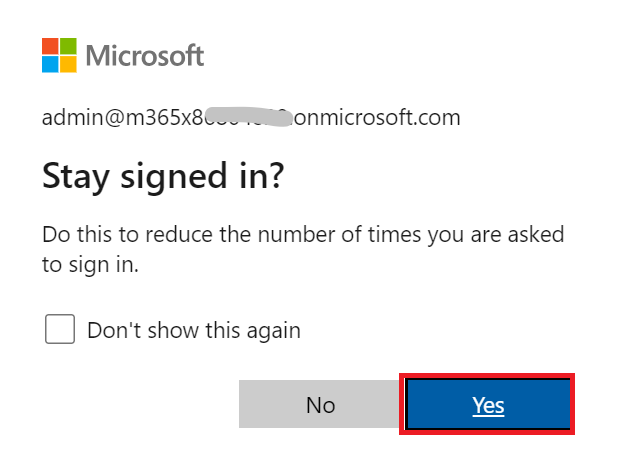 Microsoft
admin@m365x8 onmicrosoft.com
Stay signed in?
Do this to reduce the number of times you are asked
to sign in.
Don't show this again
No
Yes